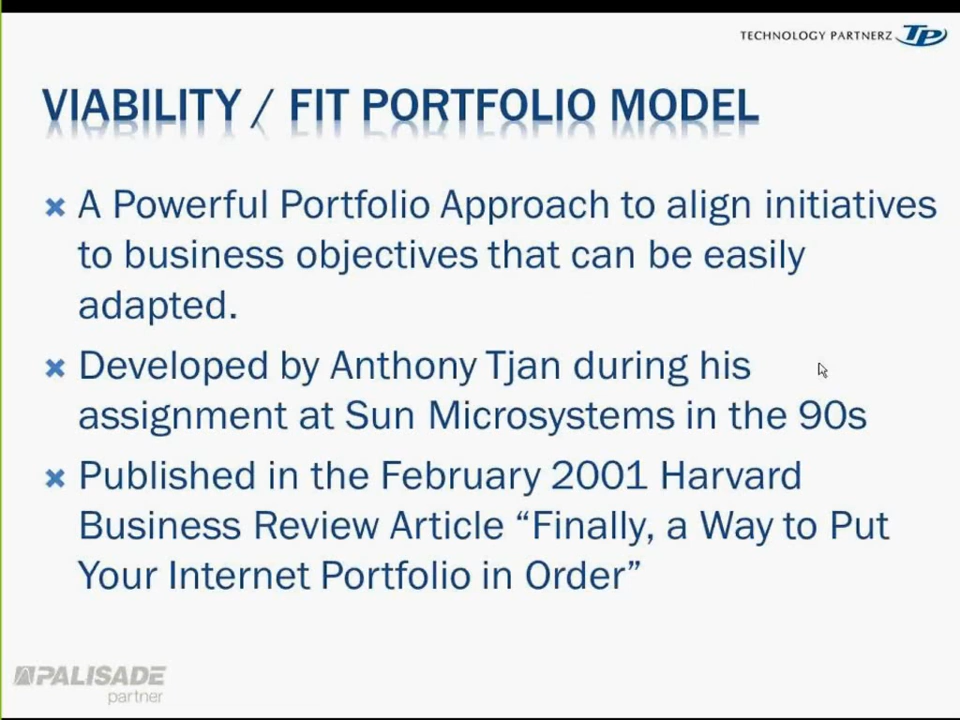 TECHNOLOGY PARTNERZ TP
VIABILITY / FIT PORTFOLIO MODEL
A Powerful Portfolio Approach to align initiatives
to business objectives that can be easily
adapted.
Developed by Anthony Tjan during his
assignment at Sun Microsystems in the 90s
Published in the February 2001 Harvard
Business Review Article “Finally, a Way to Put
Your Internet Portfolio in Order”
PALISADE
partner